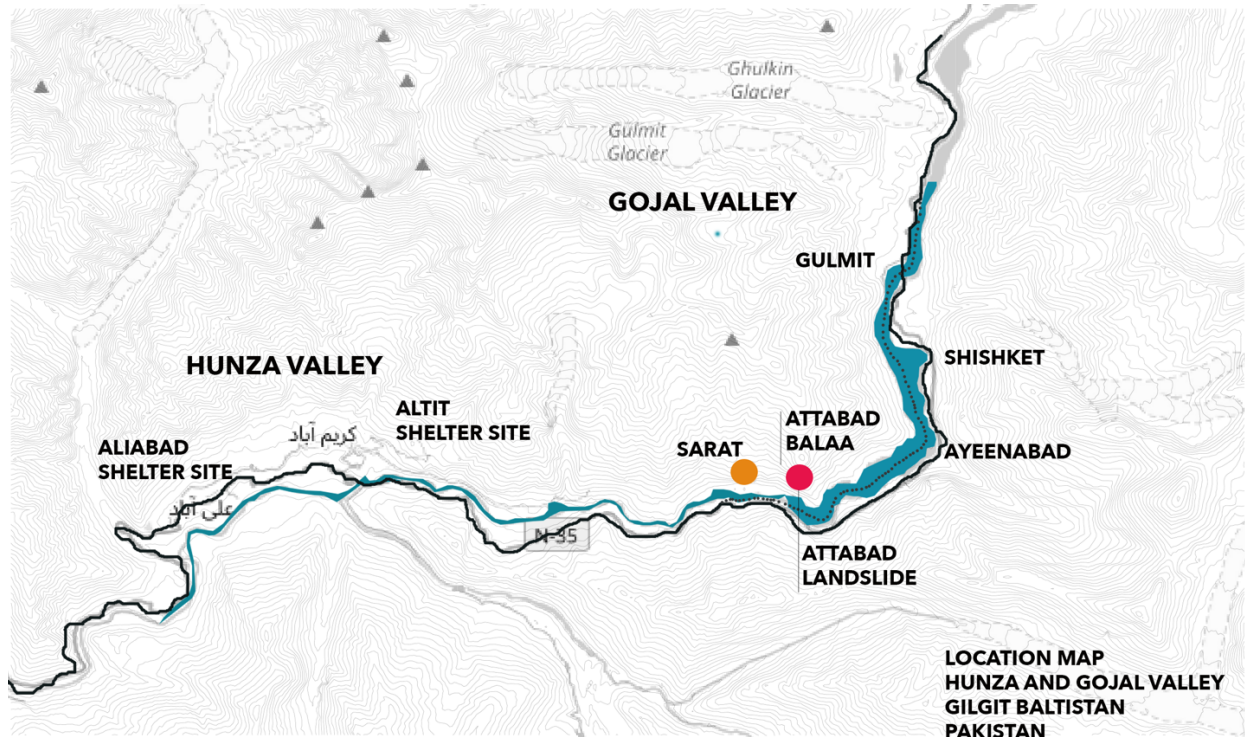 Ghulkin
Glacier
Gulmit
Glacier
GOJAL VALLEY
GULMIT
SHISHKET
HUNZA VALLEY
ALTIT
SHELTER SITE
ATTABAD
BALAA
كريم آباد
SARAT
ALIABAD
SHELTER SITE
AYEENABAD
علی آباد
N-35
ATTABAD
LANDSLIDE
LOCATION MAP
HUNZA AND GOJAL VALLEY
GILGIT BALTISTAN
PAKISTAN